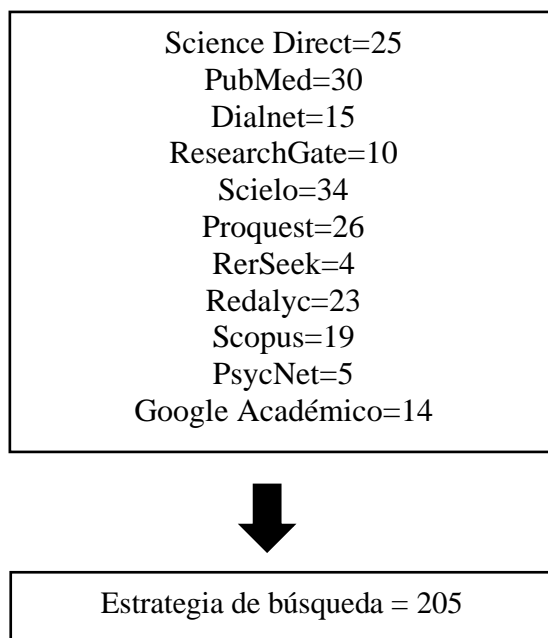 Science Direct=25
PubMed=30
Dialnet=15
ResearchGate=10
Scielo=34
Proquest=26
RerSeek=4
Redalyc=23
Scopus=19
PsycNet=5
Google Académico=14
Estrategia de búsqueda = 205